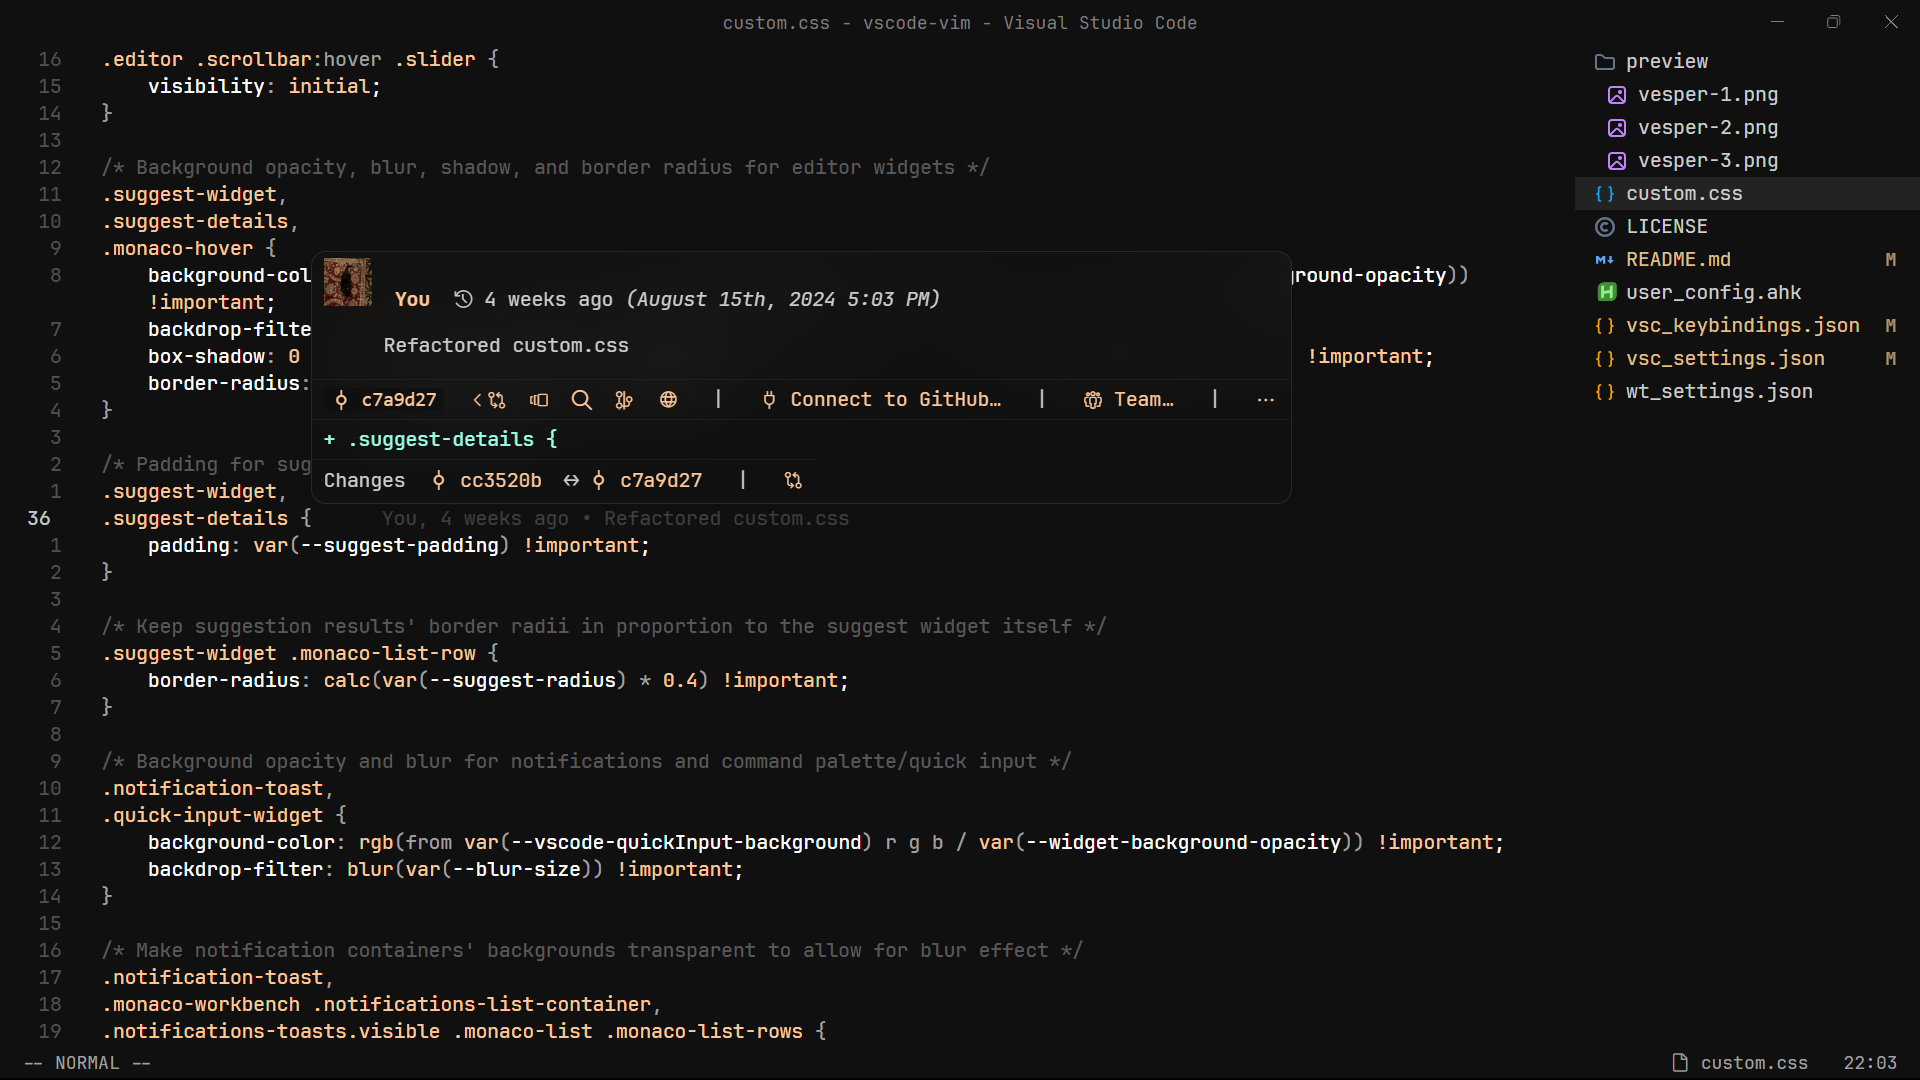 custom.css - vscode-vim - Visual Studio Code
16 .editor .scrollbar:hover .slider {
15 visibility: initial;
14 }
13
12 /* Background opacity, blur, shadow, and border radius for editor widgets */
11 .suggest-widget,
10 .suggest-details,
9 .monaco-hover {
8 background-col ground-opacity))
!important;
7 backdrop-filte
6 box-shadow: 0 !important;
5 border-radius:
4 }
3
2 /* Padding for sug
1 .suggest-widget,
You 4 weeks ago (August 15th, 2024 5:03 PM)
Refactored custom.css
c7a9d27 | Connect to GitHub… | Team… | ···
+ .suggest-details {
Changes cc3520b ↔ c7a9d27 |
36 .suggest-details { You, 4 weeks ago • Refactored custom.css
1 padding: var(--suggest-padding) !important;
2 }
3
4 /* Keep suggestion results' border radii in proportion to the suggest widget itself */
5 .suggest-widget .monaco-list-row {
6 border-radius: calc(var(--suggest-radius) * 0.4) !important;
7 }
8
9 /* Background opacity and blur for notifications and command palette/quick input */
10 .notification-toast,
11 .quick-input-widget {
12 background-color: rgb(from var(--vscode-quickInput-background) r g b / var(--widget-background-opacity)) !important;
13 backdrop-filter: blur(var(--blur-size)) !important;
14 }
15
16 /* Make notification containers' backgrounds transparent to allow for blur effect */
17 .notification-toast,
18 .monaco-workbench .notifications-list-container,
19 .notifications-toasts.visible .monaco-list .monaco-list-rows {
preview
vesper-1.png
vesper-2.png
vesper-3.png
{} custom.css
LICENSE
M↓ README.md M
H user_config.ahk
{} vsc_keybindings.json M
{} vsc_settings.json M
{} wt_settings.json
-- NORMAL --
custom.css 22:03